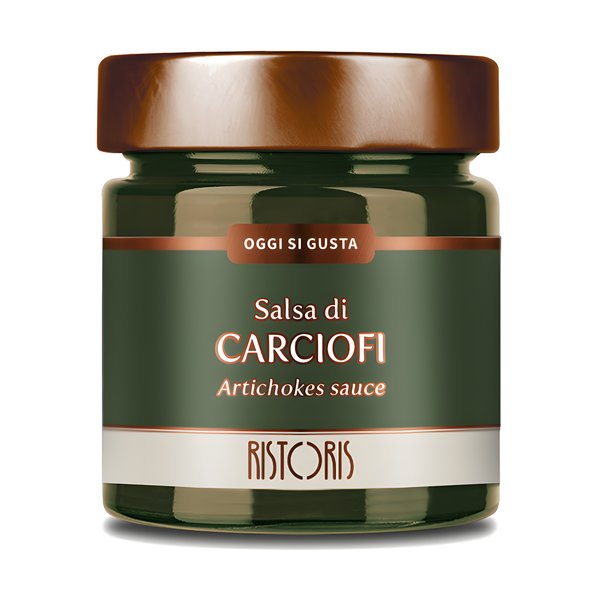 OGGI SI GUSTA
Salsa di
CARCIOFI
Artichokes sauce
RISTORIS